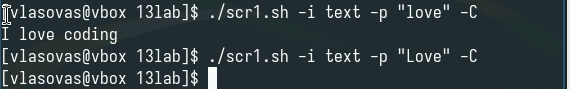 [vlasovas@vbox 13lab]$ ./scr1.sh -i text -p "love" -C
I love coding
[vlasovas@vbox 13lab]$ ./scr1.sh -i text -p "Love" -C
[vlasovas@vbox 13lab]$